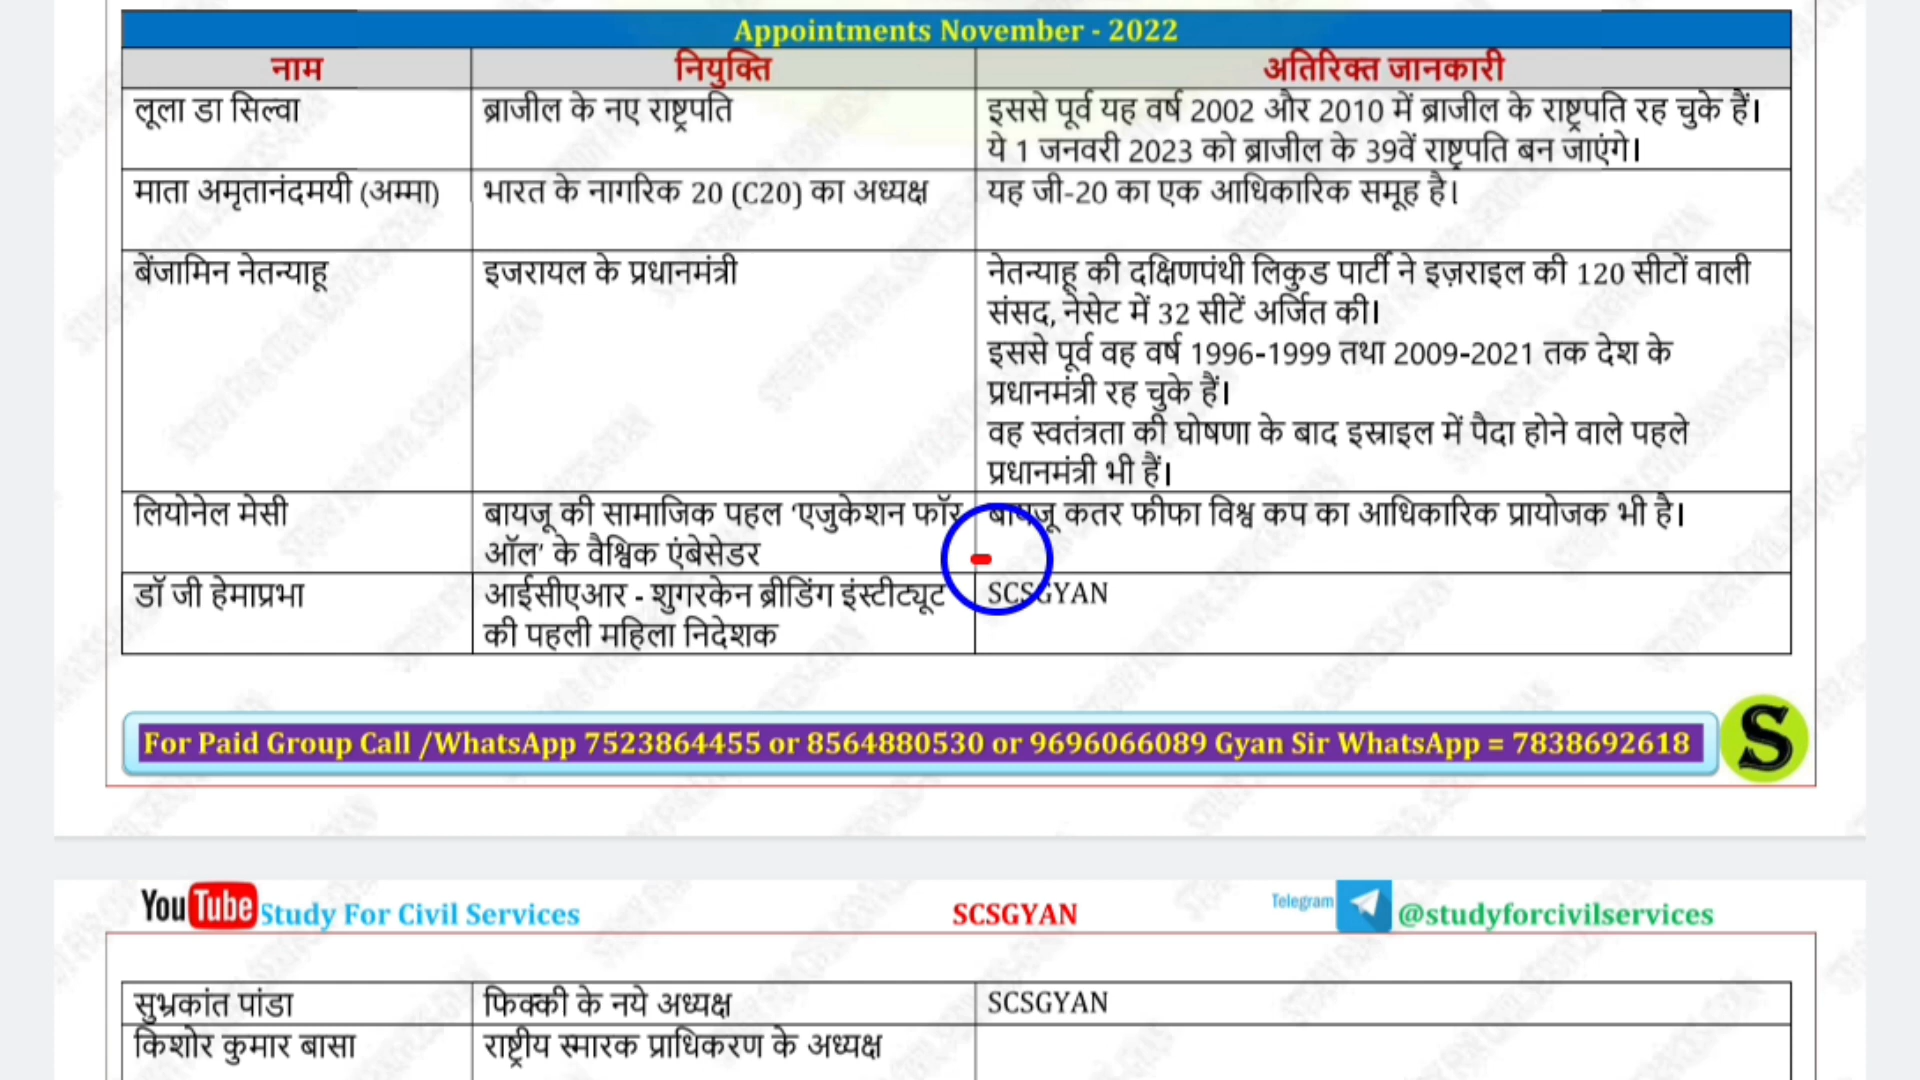 Appointments November - 2022
नाम नियुक्ति अतिरिक्त जानकारी
लूला डा सिल्वा ब्राजील के नए राष्ट्रपति इससे पूर्व यह वर्ष 2002 और 2010 में ब्राजील के राष्ट्रपति रह चुके हैं।
ये 1 जनवरी 2023 को ब्राजील के 39वें राष्ट्रपति बन जाएंगे।
माता अमृतानंदमयी (अम्मा) भारत के नागरिक 20 (C20) का अध्यक्ष यह जी-20 का एक आधिकारिक समूह है।
बेंजामिन नेतन्याहू इजरायल के प्रधानमंत्री नेतन्याहू की दक्षिणपंथी लिकुड पार्टी ने इज़राइल की 120 सीटों वाली
संसद, नेसेट में 32 सीटें अर्जित की।
इससे पूर्व वह वर्ष 1996-1999 तथा 2009-2021 तक देश के
प्रधानमंत्री रह चुके हैं।
वह स्वतंत्रता की घोषणा के बाद इस्राइल में पैदा होने वाले पहले
प्रधानमंत्री भी हैं।
लियोनेल मेसी बायजू की सामाजिक पहल ‘एजुकेशन फॉर बायजू कतर फीफा विश्व कप का आधिकारिक प्रायोजक भी है।
ऑल’ के वैश्विक एंबेसेडर
डॉ जी हेमाप्रभा आईसीएआर - शुगरकेन ब्रीडिंग इंस्टीट्यूट SCSGYAN
की पहली महिला निदेशक
For Paid Group Call /WhatsApp 7523864455 or 8564880530 or 9696066089 Gyan Sir WhatsApp = 7838692618
S
YouTube Study For Civil Services SCSGYAN Telegram @studyforcivilservices
सुभ्रकांत पांडा फिक्की के नये अध्यक्ष SCSGYAN
किशोर कुमार बासा राष्ट्रीय स्मारक प्राधिकरण के अध्यक्ष